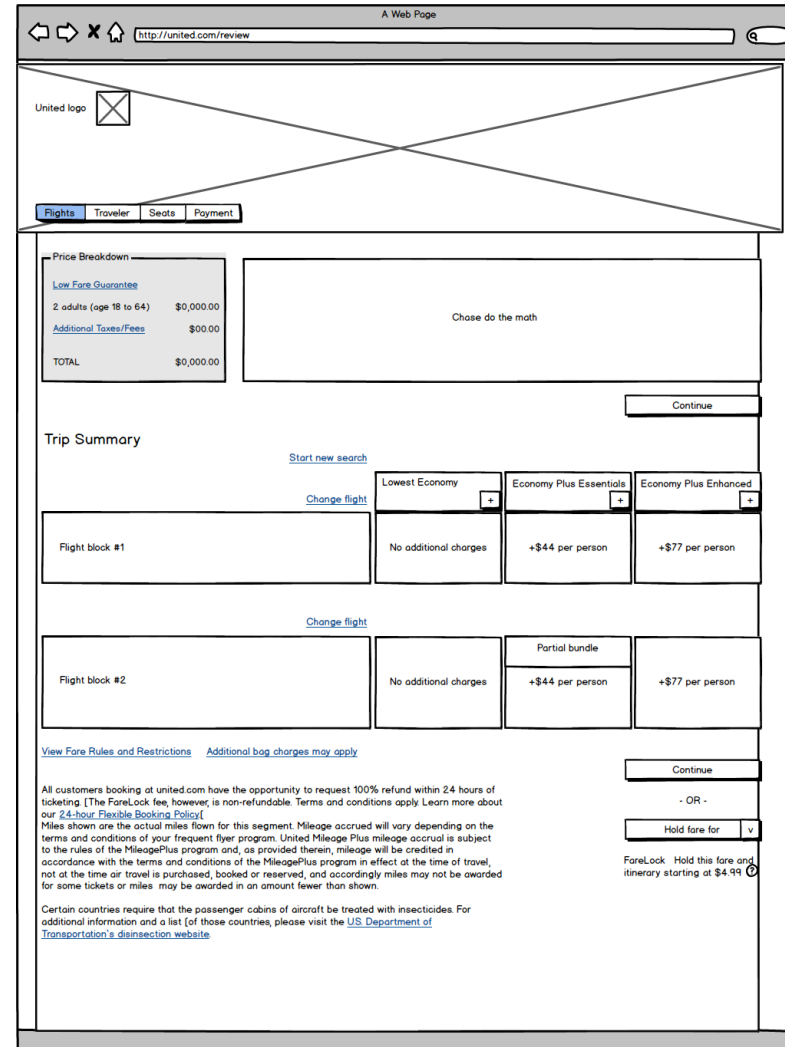 A Web Page
http://united.com/review
United logo
Flights Traveler Seats Payment
Price Breakdown
Low Fare Guarantee
2 adults (age 18 to 64) $0,000.00
Additional Taxes/Fees $00.00
TOTAL $0,000.00
Chase do the math
Continue
Trip Summary
Start new search
Change flight
Lowest Economy
+
Economy Plus Essentials
+
Economy Plus Enhanced
+
Flight block #1
No additional charges
+$44 per person
+$77 per person
Change flight
Flight block #2
No additional charges
Partial bundle
+$44 per person
+$77 per person
View Fare Rules and Restrictions Additional bag charges may apply
All customers booking at united.com have the opportunity to request 100% refund within 24 hours of
ticketing. [The FareLock fee, however, is non-refundable. Terms and conditions apply. Learn more about
our 24-hour Flexible Booking Policy[
Miles shown are the actual miles flown for this segment. Mileage accrued will vary depending on the
terms and conditions of your frequent flyer program. United Mileage Plus mileage accrual is subject
to the rules of the MileagePlus program and, as provided therein, mileage will be credited in
accordance with the terms and conditions of the MileagePlus program in effect at the time of travel,
not at the time air travel is purchased, booked or reserved, and accordingly miles may not be awarded
for some tickets or miles may be awarded in an amount fewer than shown.
Certain countries require that the passenger cabins of aircraft be treated with insecticides. For
additional information and a list [of those countries, please visit the U.S. Department of
Transportation's disinsection website.
Continue
- OR -
Hold fare for v
FareLock Hold this fare and
itinerary starting at $4.99 ?